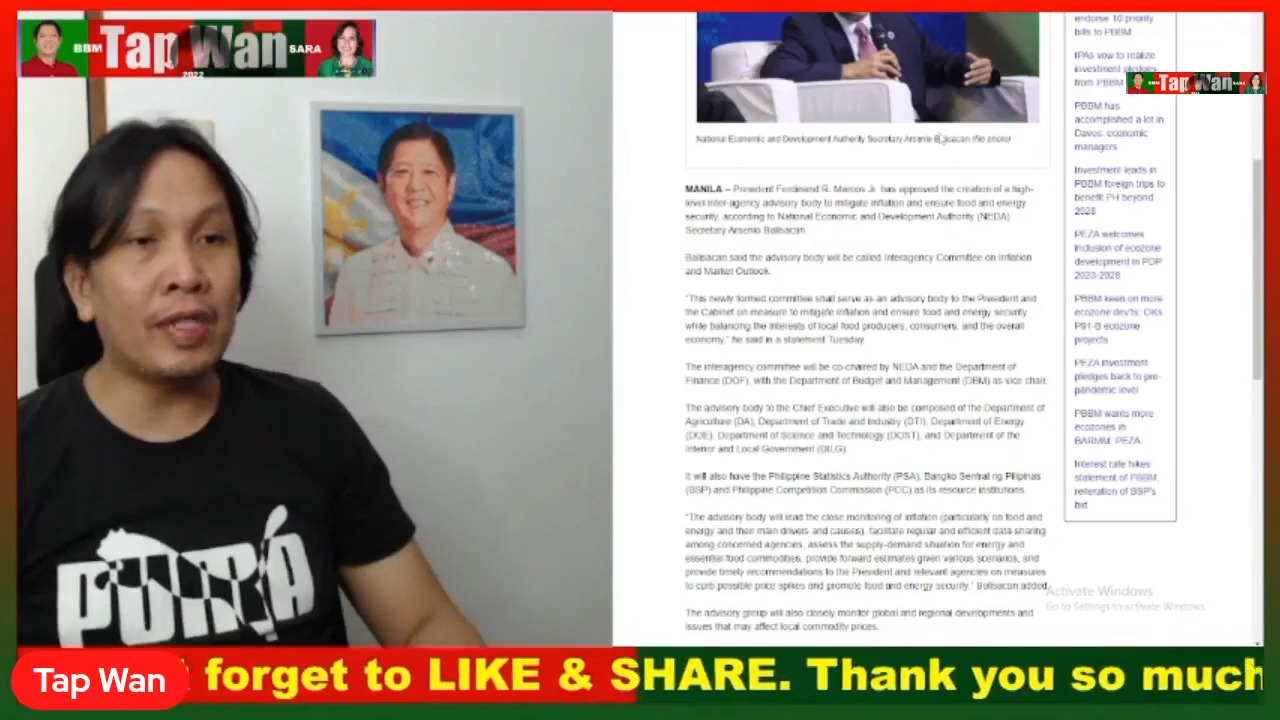 BBM Tap Wan SARA
2022
PURA
National Economic and Development Authority Secretary Arsenio Balisacan (file photo)
MANILA – President Ferdinand R. Marcos Jr. has approved the creation of a high-
level inter-agency advisory body to mitigate inflation and ensure food and energy
security, according to National Economic and Development Authority (NEDA)
Secretary Arsenio Balisacan.
Balisacan said the advisory body will be called Interagency Committee on Inflation
and Market Outlook.
"This newly formed committee shall serve as an advisory body to the President and
the Cabinet on measure to mitigate inflation and ensure food and energy security
while balancing the interests of local food producers, consumers, and the overall
economy," he said in a statement Tuesday.
The interagency committee will be co-chaired by NEDA and the Department of
Finance (DOF), with the Department of Budget and Management (DBM) as vice chair.
The advisory body to the Chief Executive will also be composed of the Department of
Agriculture (DA), Department of Trade and Industry (DTI), Department of Energy
(DOE), Department of Science and Technology (DOST), and Department of the
Interior and Local Government (DILG).
It will also have the Philippine Statistics Authority (PSA), Bangko Sentral ng Pilipinas
(BSP) and Philippine Competition Commission (PCC) as its resource institutions.
"The advisory body will lead the close monitoring of inflation (particularly on food and
energy and their main drivers and causes), facilitate regular and efficient data-sharing
among concerned agencies, assess the supply-demand situation for energy and
essential food commodities, provide forward estimates given various scenarios, and
provide timely recommendations to the President and relevant agencies on measures
to curb possible price spikes and promote food and energy security," Balisacan added.
The advisory group will also closely monitor global and regional developments and
issues that may affect local commodity prices.
endorse 10 priority
bills to PBBM
IPAs vow to realize
investment pledges
from PBBM
BBM Tap Wan SARA
PBBM has
accomplished a lot in
Davos: economic
managers
Investment leads in
PBBM foreign trips to
benefit PH beyond
2028
PEZA welcomes
inclusion of ecozone
development in PDP
2023-2028
PBBM keen on more
ecozone dev'ts; OKs
P91-B ecozone
projects
PEZA investment
pledges back to pre-
pandemic level
PBBM wants more
ecozones in
BARMM: PEZA
Interest rate hikes
statement of PBBM,
reiteration of BSP's
bid
Activate Windows
Go to Settings to activate Windows.
Tap Wan
forget to LIKE & SHARE. Thank you so much